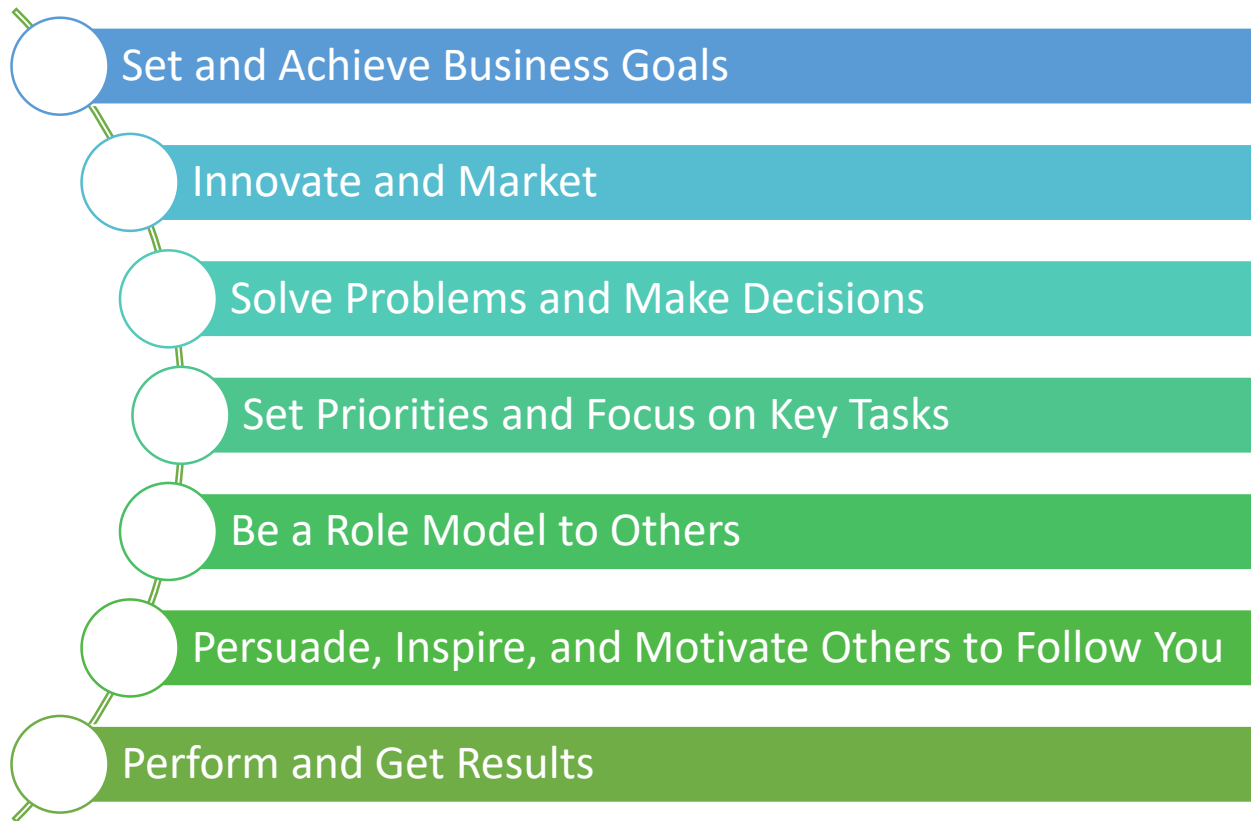 Set and Achieve Business Goals
Innovate and Market
Solve Problems and Make Decisions
Set Priorities and Focus on Key Tasks
Be a Role Model to Others
Persuade, Inspire, and Motivate Others to Follow You
Perform and Get Results